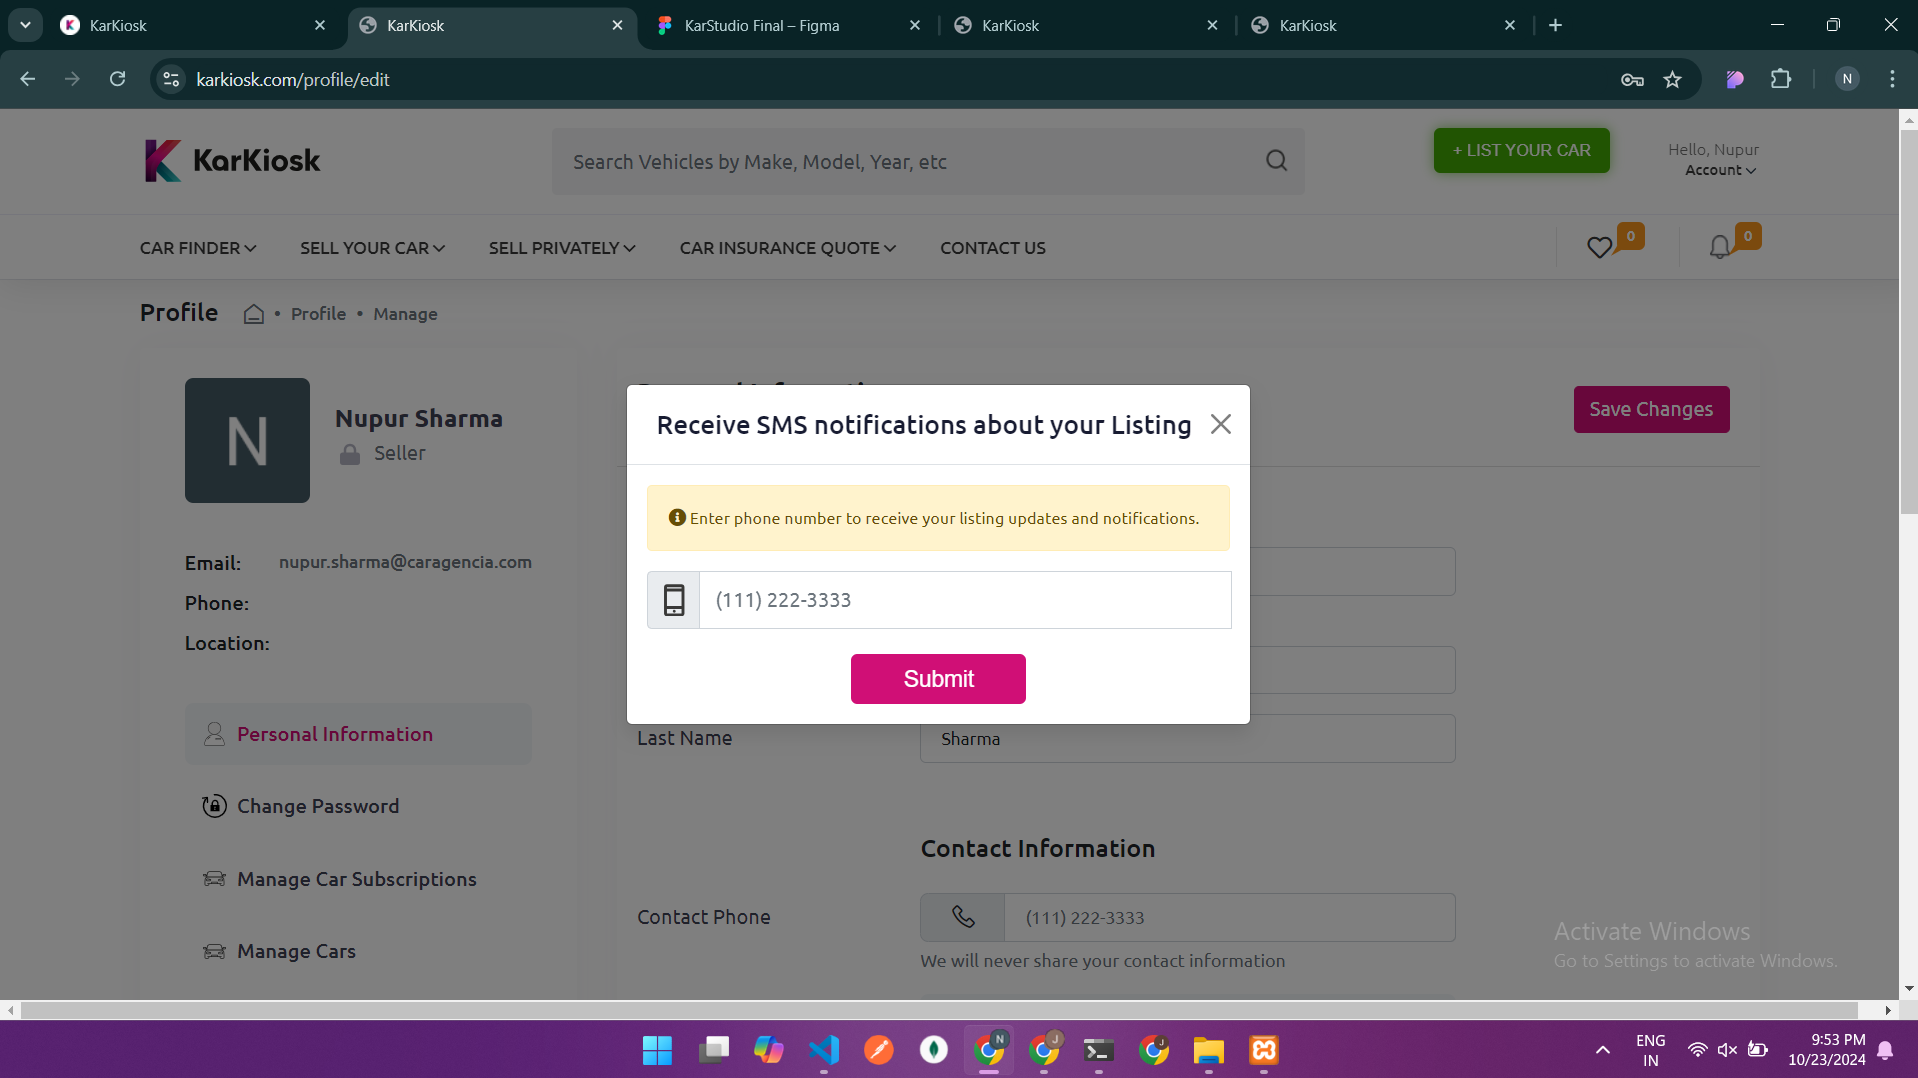 KarKiosk
KarKiosk
KarStudio Final – Figma
KarKiosk
KarKiosk
karkiosk.com/profile/edit
N
KarKiosk
Search Vehicles by Make, Model, Year, etc
+ LIST YOUR CAR
Hello, Nupur
Account
CAR FINDER
SELL YOUR CAR
SELL PRIVATELY
CAR INSURANCE QUOTE
CONTACT US
0
0
Profile
Profile • Manage
N
Nupur Sharma
Seller
Save Changes
Receive SMS notifications about your Listing
Enter phone number to receive your listing updates and notifications.
(111) 222-3333
Submit
Email: nupur.sharma@caragencia.com
Phone:
Location:
Personal Information
Change Password
Manage Car Subscriptions
Manage Cars
Last Name
Sharma
Contact Information
Contact Phone
(111) 222-3333
We will never share your contact information
Activate Windows
Go to Settings to activate Windows.
N
J
J
ENG
IN
9:53 PM
10/23/2024